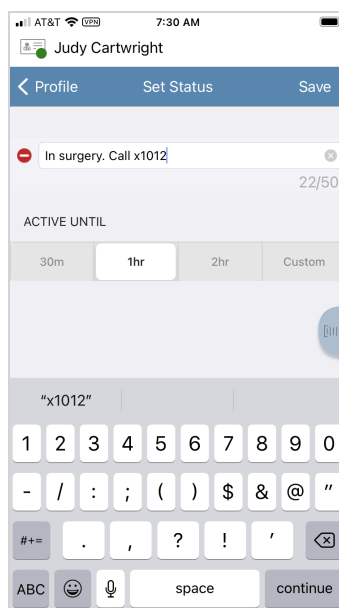 AT&T VPN 7:30 AM
Judy Cartwright
Profile Set Status Save
In surgery. Call x1012
22/50
ACTIVE UNTIL
30m 1hr 2hr Custom
“x1012”
1 2 3 4 5 6 7 8 9 0
- / : ; ( ) $ & @ "
#+= . , ? ! '
ABC space continue